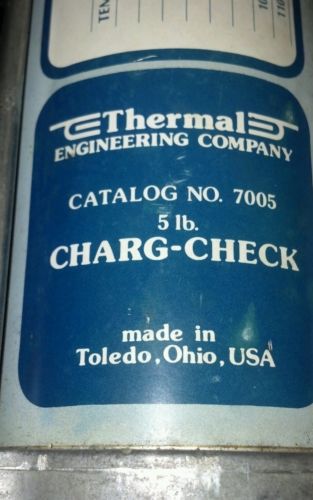 Thermal
ENGINEERING COMPANY
CATALOG NO. 7005
5 lb.
CHARG-CHECK
made in
Toledo, Ohio, USA